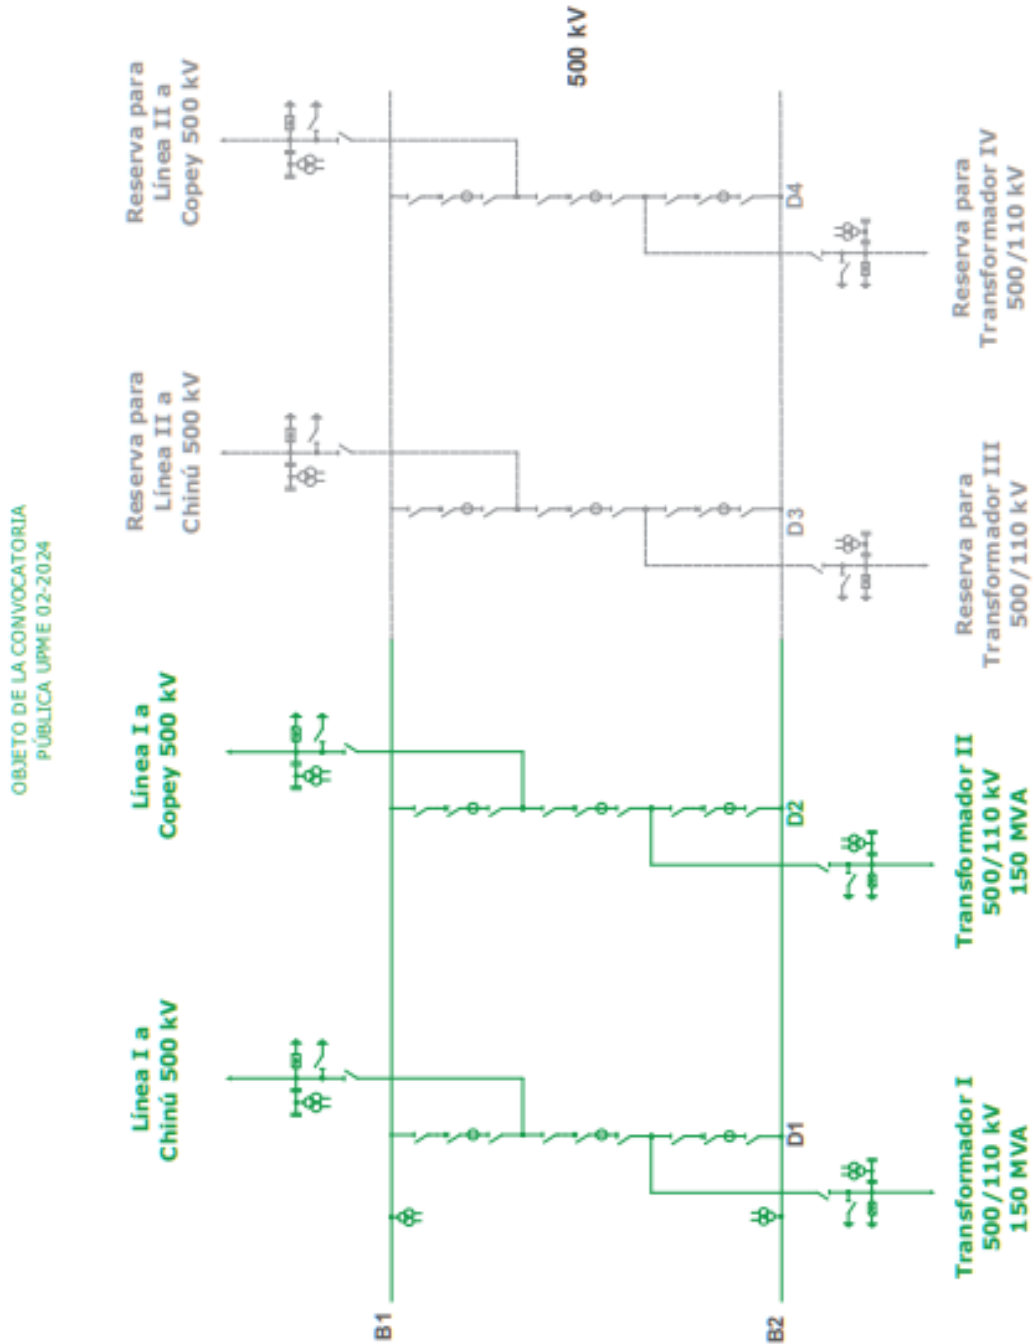 OBJETO DE LA CONVOCATORIA
PÚBLICA UPME 02-2024
Línea I a
Chinú 500 kV
Línea I a
Copey 500 kV
Reserva para
Línea II a
Chinú 500 kV
Reserva para
Línea II a
Copey 500 kV
B1
500 kV
B2
D1
D2
D3
D4
Transformador I
500/110 kV
150 MVA
Transformador II
500/110 kV
150 MVA
Reserva para
Transformador III
500/110 kV
Reserva para
Transformador IV
500/110 kV